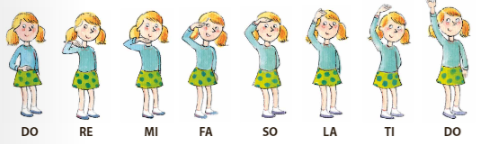 DO RE MI FA SO LA TI DO